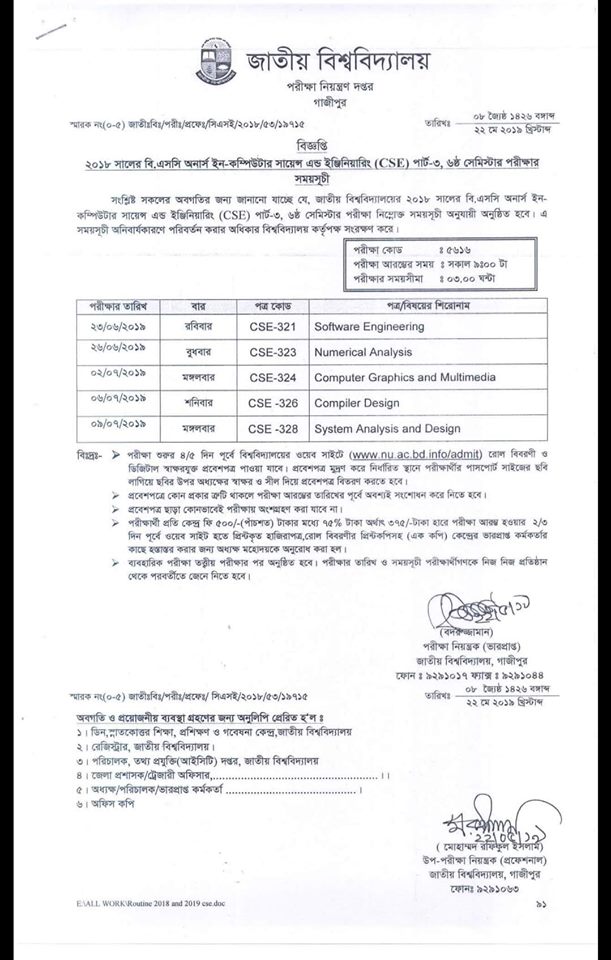 জাতীয় বিশ্ববিদ্যালয়
পরীক্ষা নিয়ন্ত্রণ দপ্তর
গাজীপুর
স্মারক নং(০-৫) জাতীঃবিঃ/পরীঃ/প্রফেঃ/সিএসই/২০১৮/৫৩/১৯৭১৫
তারিখঃ ০৮ জ্যৈষ্ঠ ১৪২৬ বঙ্গাব্দ
২২ মে ২০১৯ খ্রিস্টাব্দ
বিজ্ঞপ্তি
২০১৮ সালের বি.এসসি অনার্স ইন-কম্পিউটার সায়েন্স এন্ড ইঞ্জিনিয়ারিং (CSE) পার্ট-৩, ৬ষ্ঠ সেমিস্টার পরীক্ষার
সময়সূচী
সংশ্লিষ্ট সকলের অবগতির জন্য জানানো যাচ্ছে যে, জাতীয় বিশ্ববিদ্যালয়ের ২০১৮ সালের বি.এসসি অনার্স ইন-
কম্পিউটার সায়েন্স এন্ড ইঞ্জিনিয়ারিং (CSE) পার্ট-৩, ৬ষ্ঠ সেমিস্টার পরীক্ষা নিম্নোক্ত সময়সূচী অনুযায়ী অনুষ্ঠিত হবে। এ
সময়সূচী অনিবার্যকারণে পরিবর্তন করার অধিকার বিশ্ববিদ্যালয় কর্তৃপক্ষ সংরক্ষণ করে।
পরীক্ষা কোড ঃ ৫৬১৬
পরীক্ষা আরম্ভের সময় ঃ সকাল ৯ঃ০০ টা
পরীক্ষার সময়সীমা ঃ ০৩.০০ ঘন্টা
পরীক্ষার তারিখ বার পত্র কোড পত্র/বিষয়ের শিরোনাম
২৩/০৬/২০১৯ রবিবার CSE-321 Software Engineering
২৬/০৬/২০১৯ বুধবার CSE-323 Numerical Analysis
০২/০৭/২০১৯ মঙ্গলবার CSE-324 Computer Graphics and Multimedia
০৬/০৭/২০১৯ শনিবার CSE -326 Compiler Design
০৯/০৭/২০১৯ মঙ্গলবার CSE -328 System Analysis and Design
বিঃদ্রঃ- ➢ পরীক্ষা শুরুর ৪/৫ দিন পূর্বে বিশ্ববিদ্যালয়ের ওয়েব সাইটে (www.nu.ac.bd.info/admit) রোল বিবরণী ও
ডিজিটাল স্বাক্ষরযুক্ত প্রবেশপত্র পাওয়া যাবে। প্রবেশপত্র মুদ্রণ করে নির্ধারিত স্থানে পরীক্ষার্থীর পাসপোর্ট সাইজের ছবি
লাগিয়ে ছবির উপর অধ্যক্ষের স্বাক্ষর ও সীল দিয়ে প্রবেশপত্র বিতরণ করতে হবে।
➢ প্রবেশপত্রে কোন প্রকার ত্রুটি থাকলে পরীক্ষা আরম্ভের তারিখের পূর্বে অবশ্যই সংশোধন করে নিতে হবে।
➢ প্রবেশপত্র ছাড়া কোনভাবেই পরীক্ষায় অংশগ্রহণ করা যাবে না।
➢ পরীক্ষার্থী প্রতি কেন্দ্র ফি ৫০০/-(পাঁচশত) টাকার মধ্যে ৭৫% টাকা অর্থাৎ ৩৭৫/-টাকা হারে পরীক্ষা আরম্ভ হওয়ার ২/৩
দিন পূর্বে ওয়েব সাইট হতে প্রিন্টকৃত হাজিরাপত্র,রোল বিবরণীর প্রিন্টকপিসহ (এক কপি) কেন্দ্রের ভারপ্রাপ্ত কর্মকর্তার
কাছে হস্তান্তর করার জন্য অধ্যক্ষ মহোদয়কে অনুরোধ করা হল।
➢ ব্যবহারিক পরীক্ষা তত্ত্বীয় পরীক্ষার পর অনুষ্ঠিত হবে। পরীক্ষার তারিখ ও সময়সূচী পরীক্ষার্থীগণকে নিজ নিজ প্রতিষ্ঠান
থেকে পরবর্তীতে জেনে নিতে হবে।
(বদরুজ্জামান)
পরীক্ষা নিয়ন্ত্রক (ভারপ্রাপ্ত)
জাতীয় বিশ্ববিদ্যালয়, গাজীপুর
ফোন ঃ ৯২৯১০১৭ ফ্যাক্স ঃ ৯২৯১০৪৪
স্মারক নং(০-৫) জাতীঃবিঃ/পরীঃ/প্রফেঃ/ সিএসই/২০১৮/৫৩/১৯৭১৫
তারিখঃ ০৮ জ্যৈষ্ঠ ১৪২৬ বঙ্গাব্দ
২২ মে ২০১৯ খ্রিস্টাব্দ
অবগতি ও প্রয়োজনীয় ব্যবস্থা গ্রহণের জন্য অনুলিপি প্রেরিত হ'ল ঃ
১। ডিন,স্নাতকোত্তর শিক্ষা, প্রশিক্ষণ ও গবেষনা কেন্দ্র,জাতীয় বিশ্ববিদ্যালয়
২। রেজিস্ট্রার, জাতীয় বিশ্ববিদ্যালয়।
৩। পরিচালক, তথ্য প্রযুক্তি(আইসিটি) দপ্তর, জাতীয় বিশ্ববিদ্যালয়
৪। জেলা প্রশাসক/ট্রেজারী অফিসার,..........................................।
৫। অধ্যক্ষ/পরিচালক/ভারপ্রাপ্ত কর্মকর্তা ..................................।
৬। অফিস কপি
২২/০৫/১৯
( মোহাম্মদ রফিকুল ইসলাম)
উপ-পরীক্ষা নিয়ন্ত্রক (প্রফেশনাল)
জাতীয় বিশ্ববিদ্যালয়, গাজীপুর
ফোনঃ ৯২৯১০৬৩
E:\ALL WORK\Routine 2018 and 2019 cse.doc ৯১